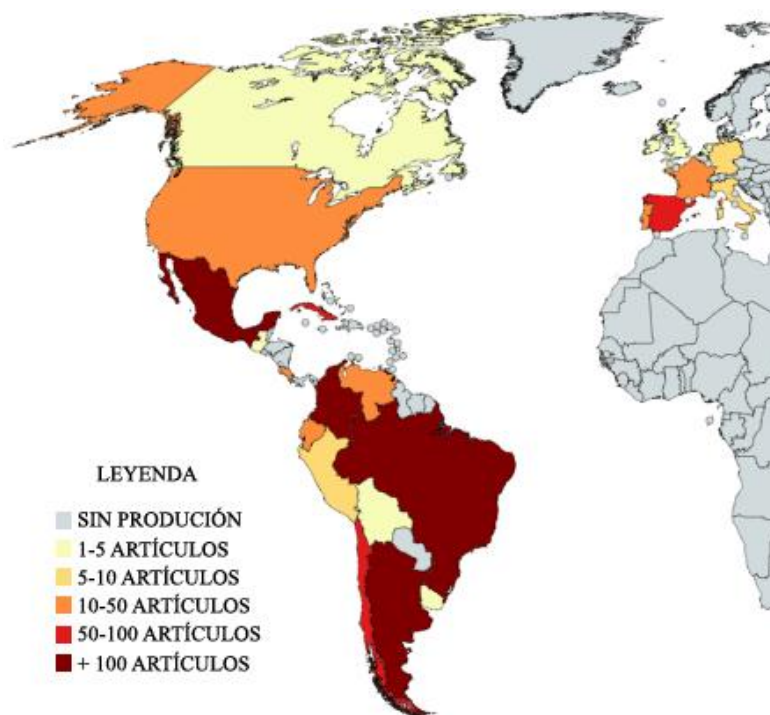 LEYENDA
SIN PRODUCIÓN
1-5 ARTÍCULOS
5-10 ARTÍCULOS
10-50 ARTÍCULOS
50-100 ARTÍCULOS
+ 100 ARTÍCULOS